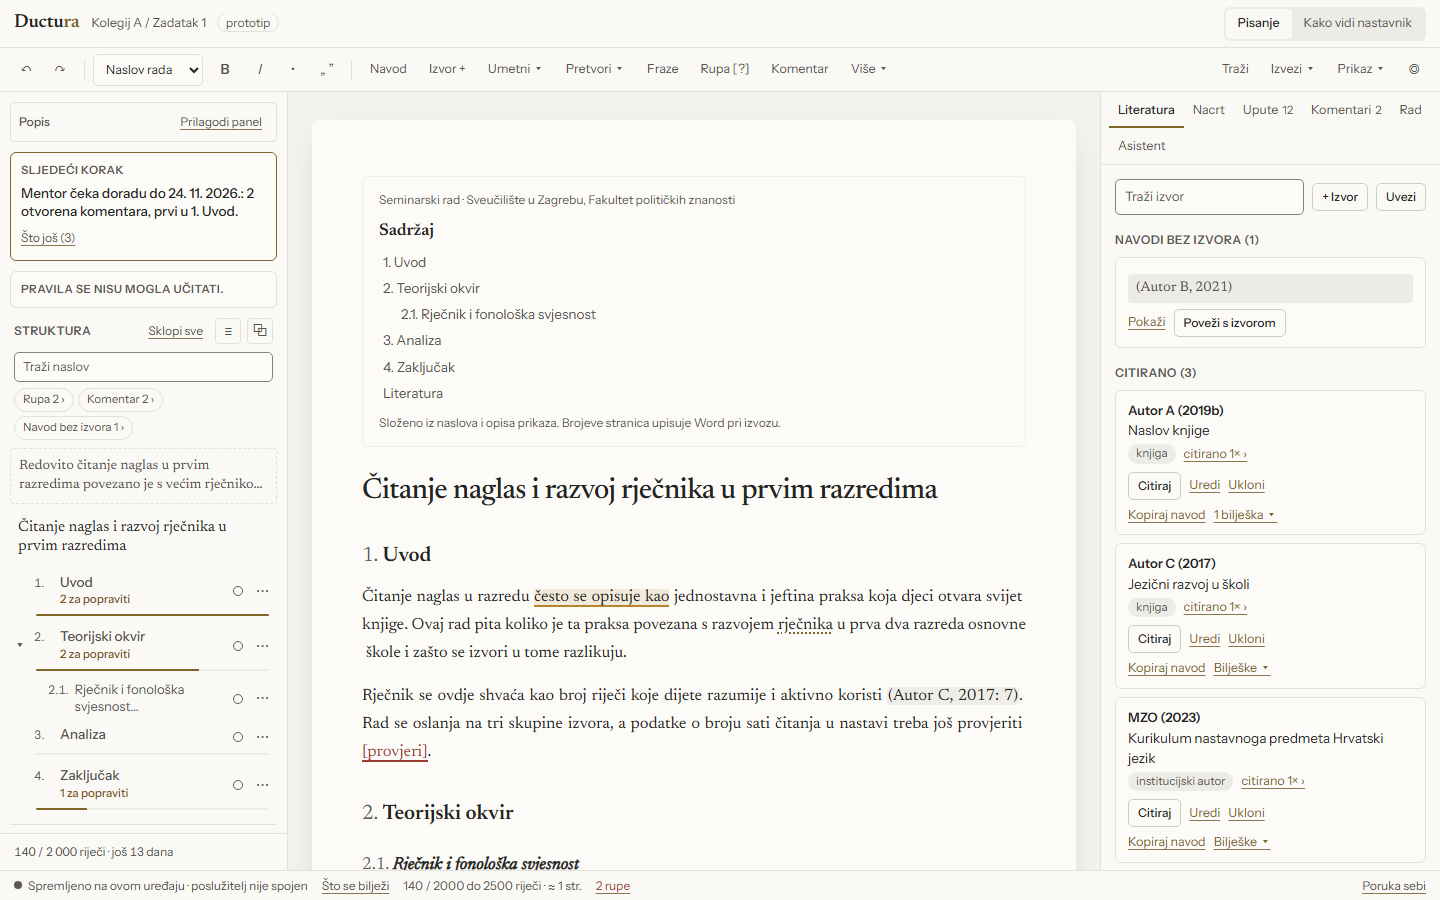 Ductura Kolegij A / Zadatak 1 prototip Pisanje Kako vidi nastavnik
Naslov rada B I · „ ” Navod Izvor + Umetni Pretvori Fraze Rupa [?] Komentar Više Traži Izvezi Prikaz
Popis Prilagodi panel
SLJEDEĆI KORAK
Mentor čeka doradu do 24. 11. 2026.: 2
otvorena komentara, prvi u 1. Uvod.
Što još (3)
PRAVILA SE NISU MOGLA UČITATI.
STRUKTURA Sklopi sve
Traži naslov
Rupa 2 › Komentar 2 ›
Navod bez izvora 1 ›
Redovito čitanje naglas u prvim
razredima povezano je s većim rječniko…
Čitanje naglas i razvoj rječnika u
prvim razredima
1. Uvod
2 za popraviti
2. Teorijski okvir
2 za popraviti
2.1. Rječnik i fonološka
svjesnost…
3. Analiza
4. Zaključak
1 za popraviti
140 / 2 000 riječi · još 13 dana
Seminarski rad · Sveučilište u Zagrebu, Fakultet političkih znanosti
Sadržaj
1. Uvod
2. Teorijski okvir
2.1. Rječnik i fonološka svjesnost
3. Analiza
4. Zaključak
Literatura
Složeno iz naslova i opisa prikaza. Brojeve stranica upisuje Word pri izvozu.
Čitanje naglas i razvoj rječnika u prvim razredima
1. Uvod
Čitanje naglas u razredu često se opisuje kao jednostavna i jeftina praksa koja djeci otvara svijet
knjige. Ovaj rad pita koliko je ta praksa povezana s razvojem rječnika u prva dva razreda osnovne
škole i zašto se izvori u tome razlikuju.
Rječnik se ovdje shvaća kao broj riječi koje dijete razumije i aktivno koristi (Autor C, 2017: 7).
Rad se oslanja na tri skupine izvora, a podatke o broju sati čitanja u nastavi treba još provjeriti
[provjeri].
2. Teorijski okvir
2.1. Rječnik i fonološka svjesnost
Literatura Nacrt Upute 12 Komentari 2 Rad
Asistent
Traži izvor + Izvor Uvezi
NAVODI BEZ IZVORA (1)
(Autor B, 2021)
Pokaži Poveži s izvorom
CITIRANO (3)
Autor A (2019b)
Naslov knjige
knjiga citirano 1× ›
Citiraj Uredi Ukloni
Kopiraj navod 1 bilješka
Autor C (2017)
Jezični razvoj u školi
knjiga citirano 1× ›
Citiraj Uredi Ukloni
Kopiraj navod Bilješke
MZO (2023)
Kurikulum nastavnoga predmeta Hrvatski
jezik
institucijski autor citirano 1× ›
Citiraj Uredi Ukloni
Kopiraj navod Bilješke
Spremljeno na ovom uređaju · poslužitelj nije spojen Što se bilježi 140 / 2000 do 2500 riječi · ≈ 1 str. 2 rupe Poruka sebi